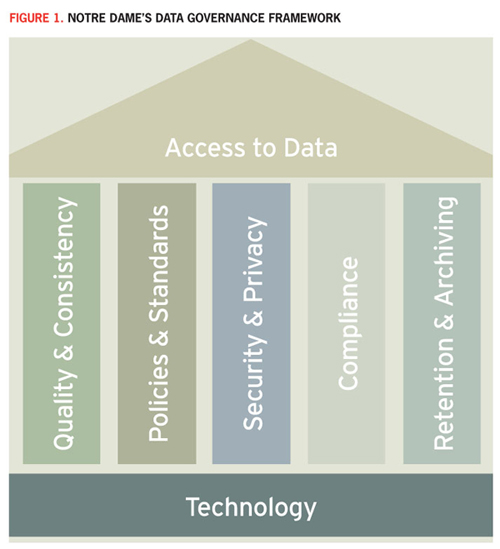 FIGURE 1. NOTRE DAME'S DATA GOVERNANCE FRAMEWORK
Access to Data
Quality & Consistency
Policies & Standards
Security & Privacy
Compliance
Retention & Archiving
Technology